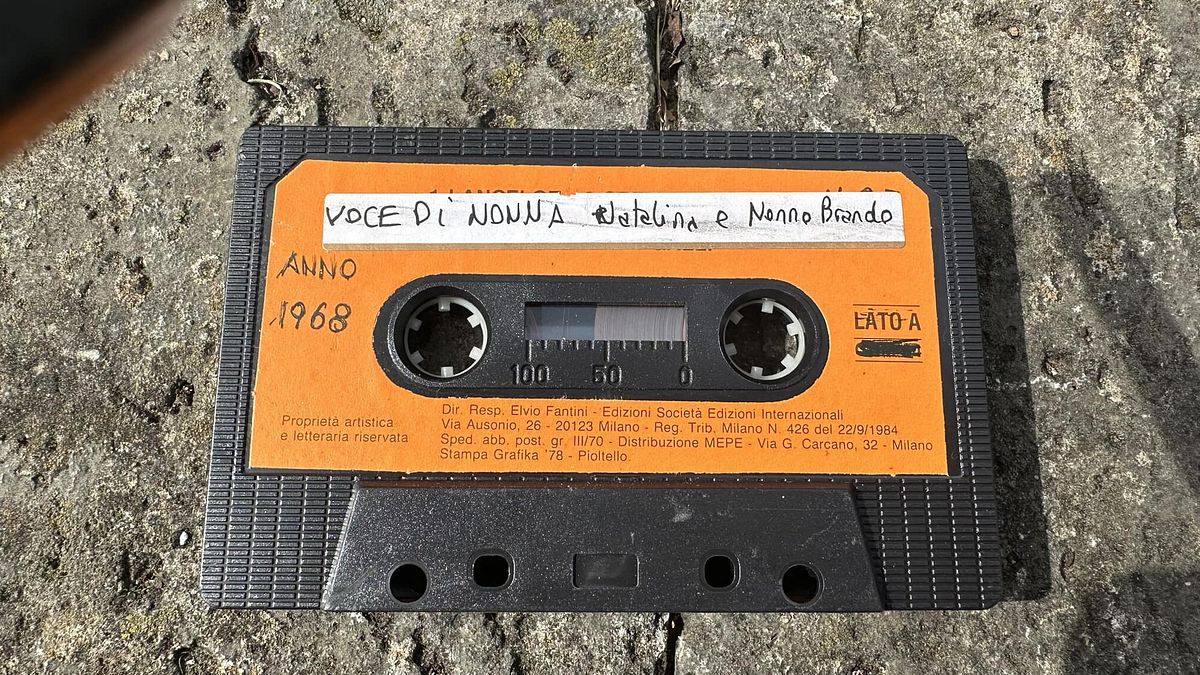 VOCE Di NONNA Natalina e Nonno Brando
ANNO
1968
LATO A
100 50 0
Proprietà artistica
e letteraria riservata
Dir. Resp. Elvio Fantini - Edizioni Società Edizioni Internazionali
Via Ausonio, 26 - 20123 Milano - Reg. Trib. Milano N. 426 del 22/9/1984
Sped. abb. post. gr. III/70 - Distribuzione MEPE - Via G. Carcano, 32 - Milano
Stampa Grafika '78 - Pioltello.